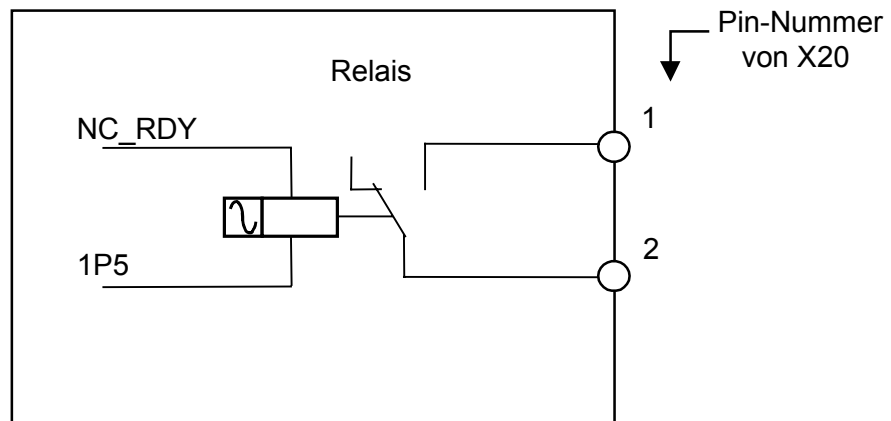 Pin-Nummer
von X20
Relais
1
NC_RDY
2
1P5